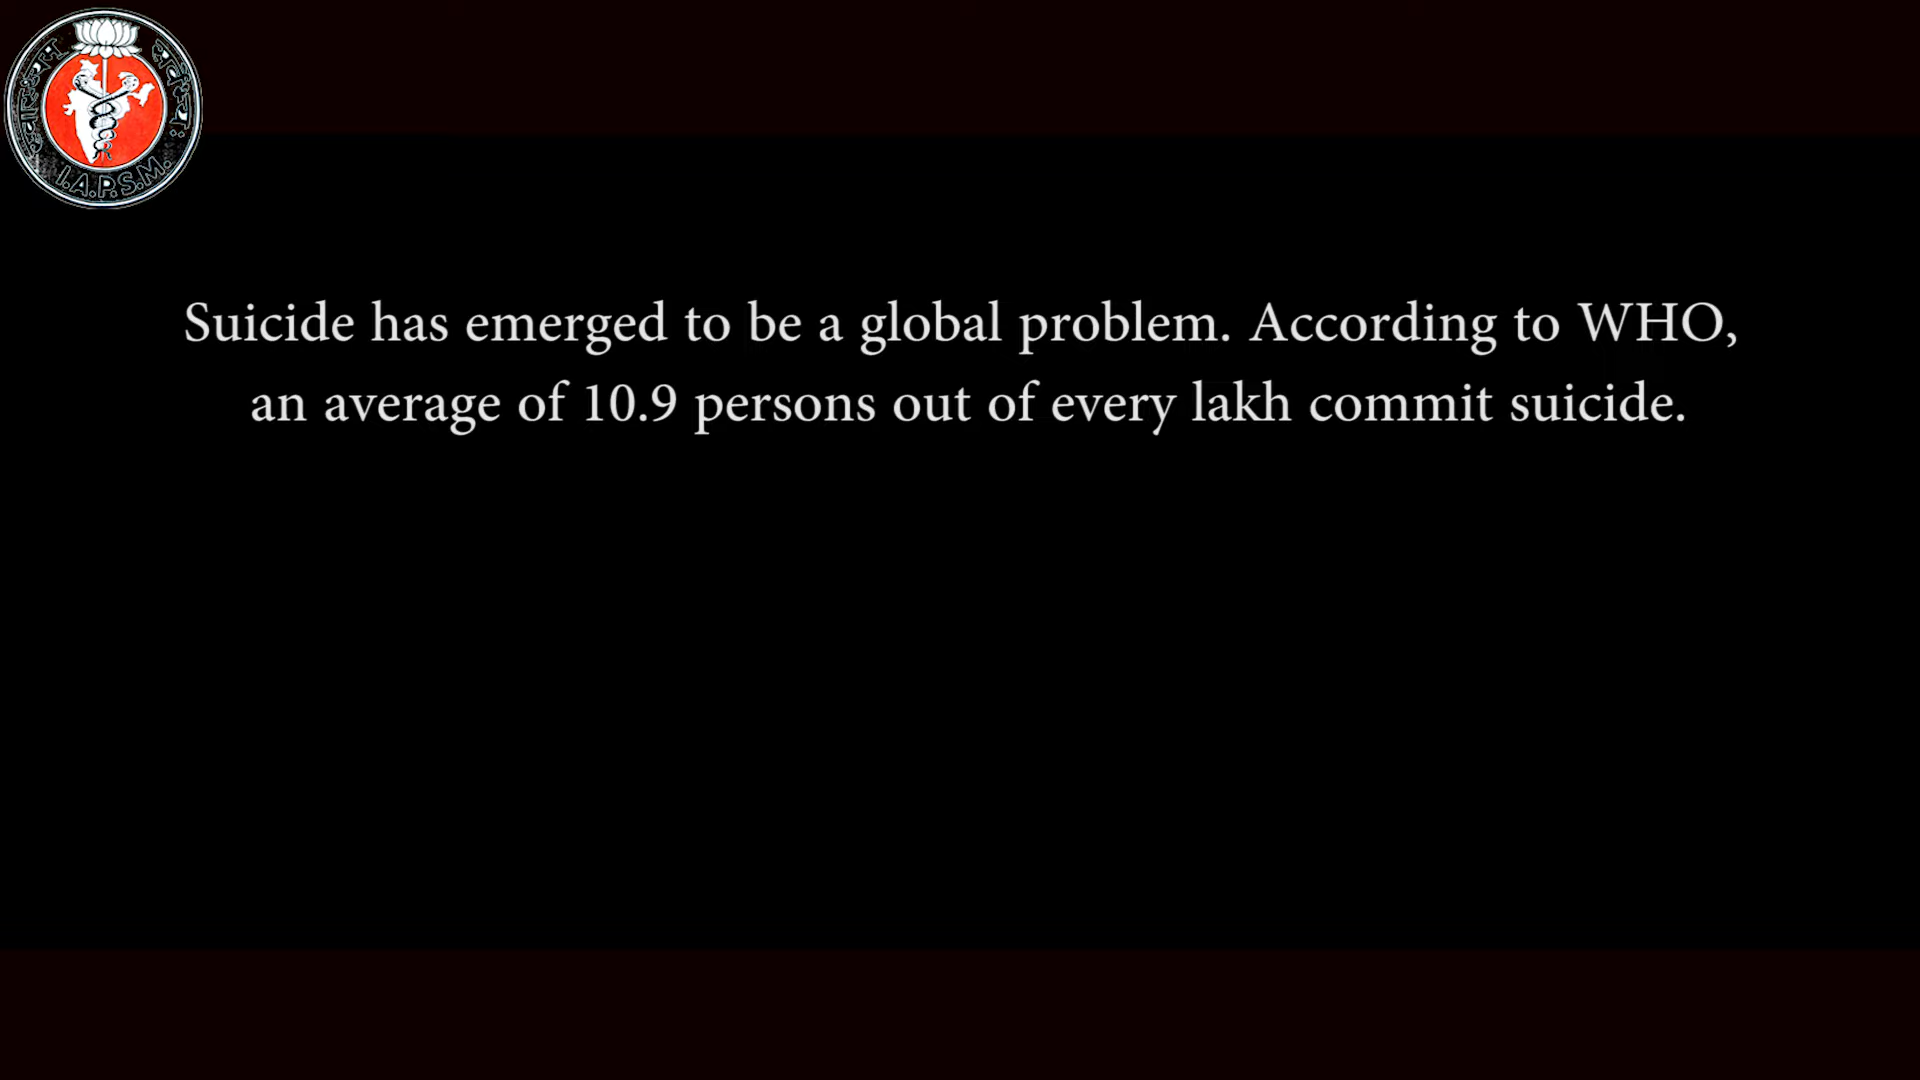 I.A.P.S.M.
Suicide has emerged to be a global problem. According to WHO,
an average of 10.9 persons out of every lakh commit suicide.